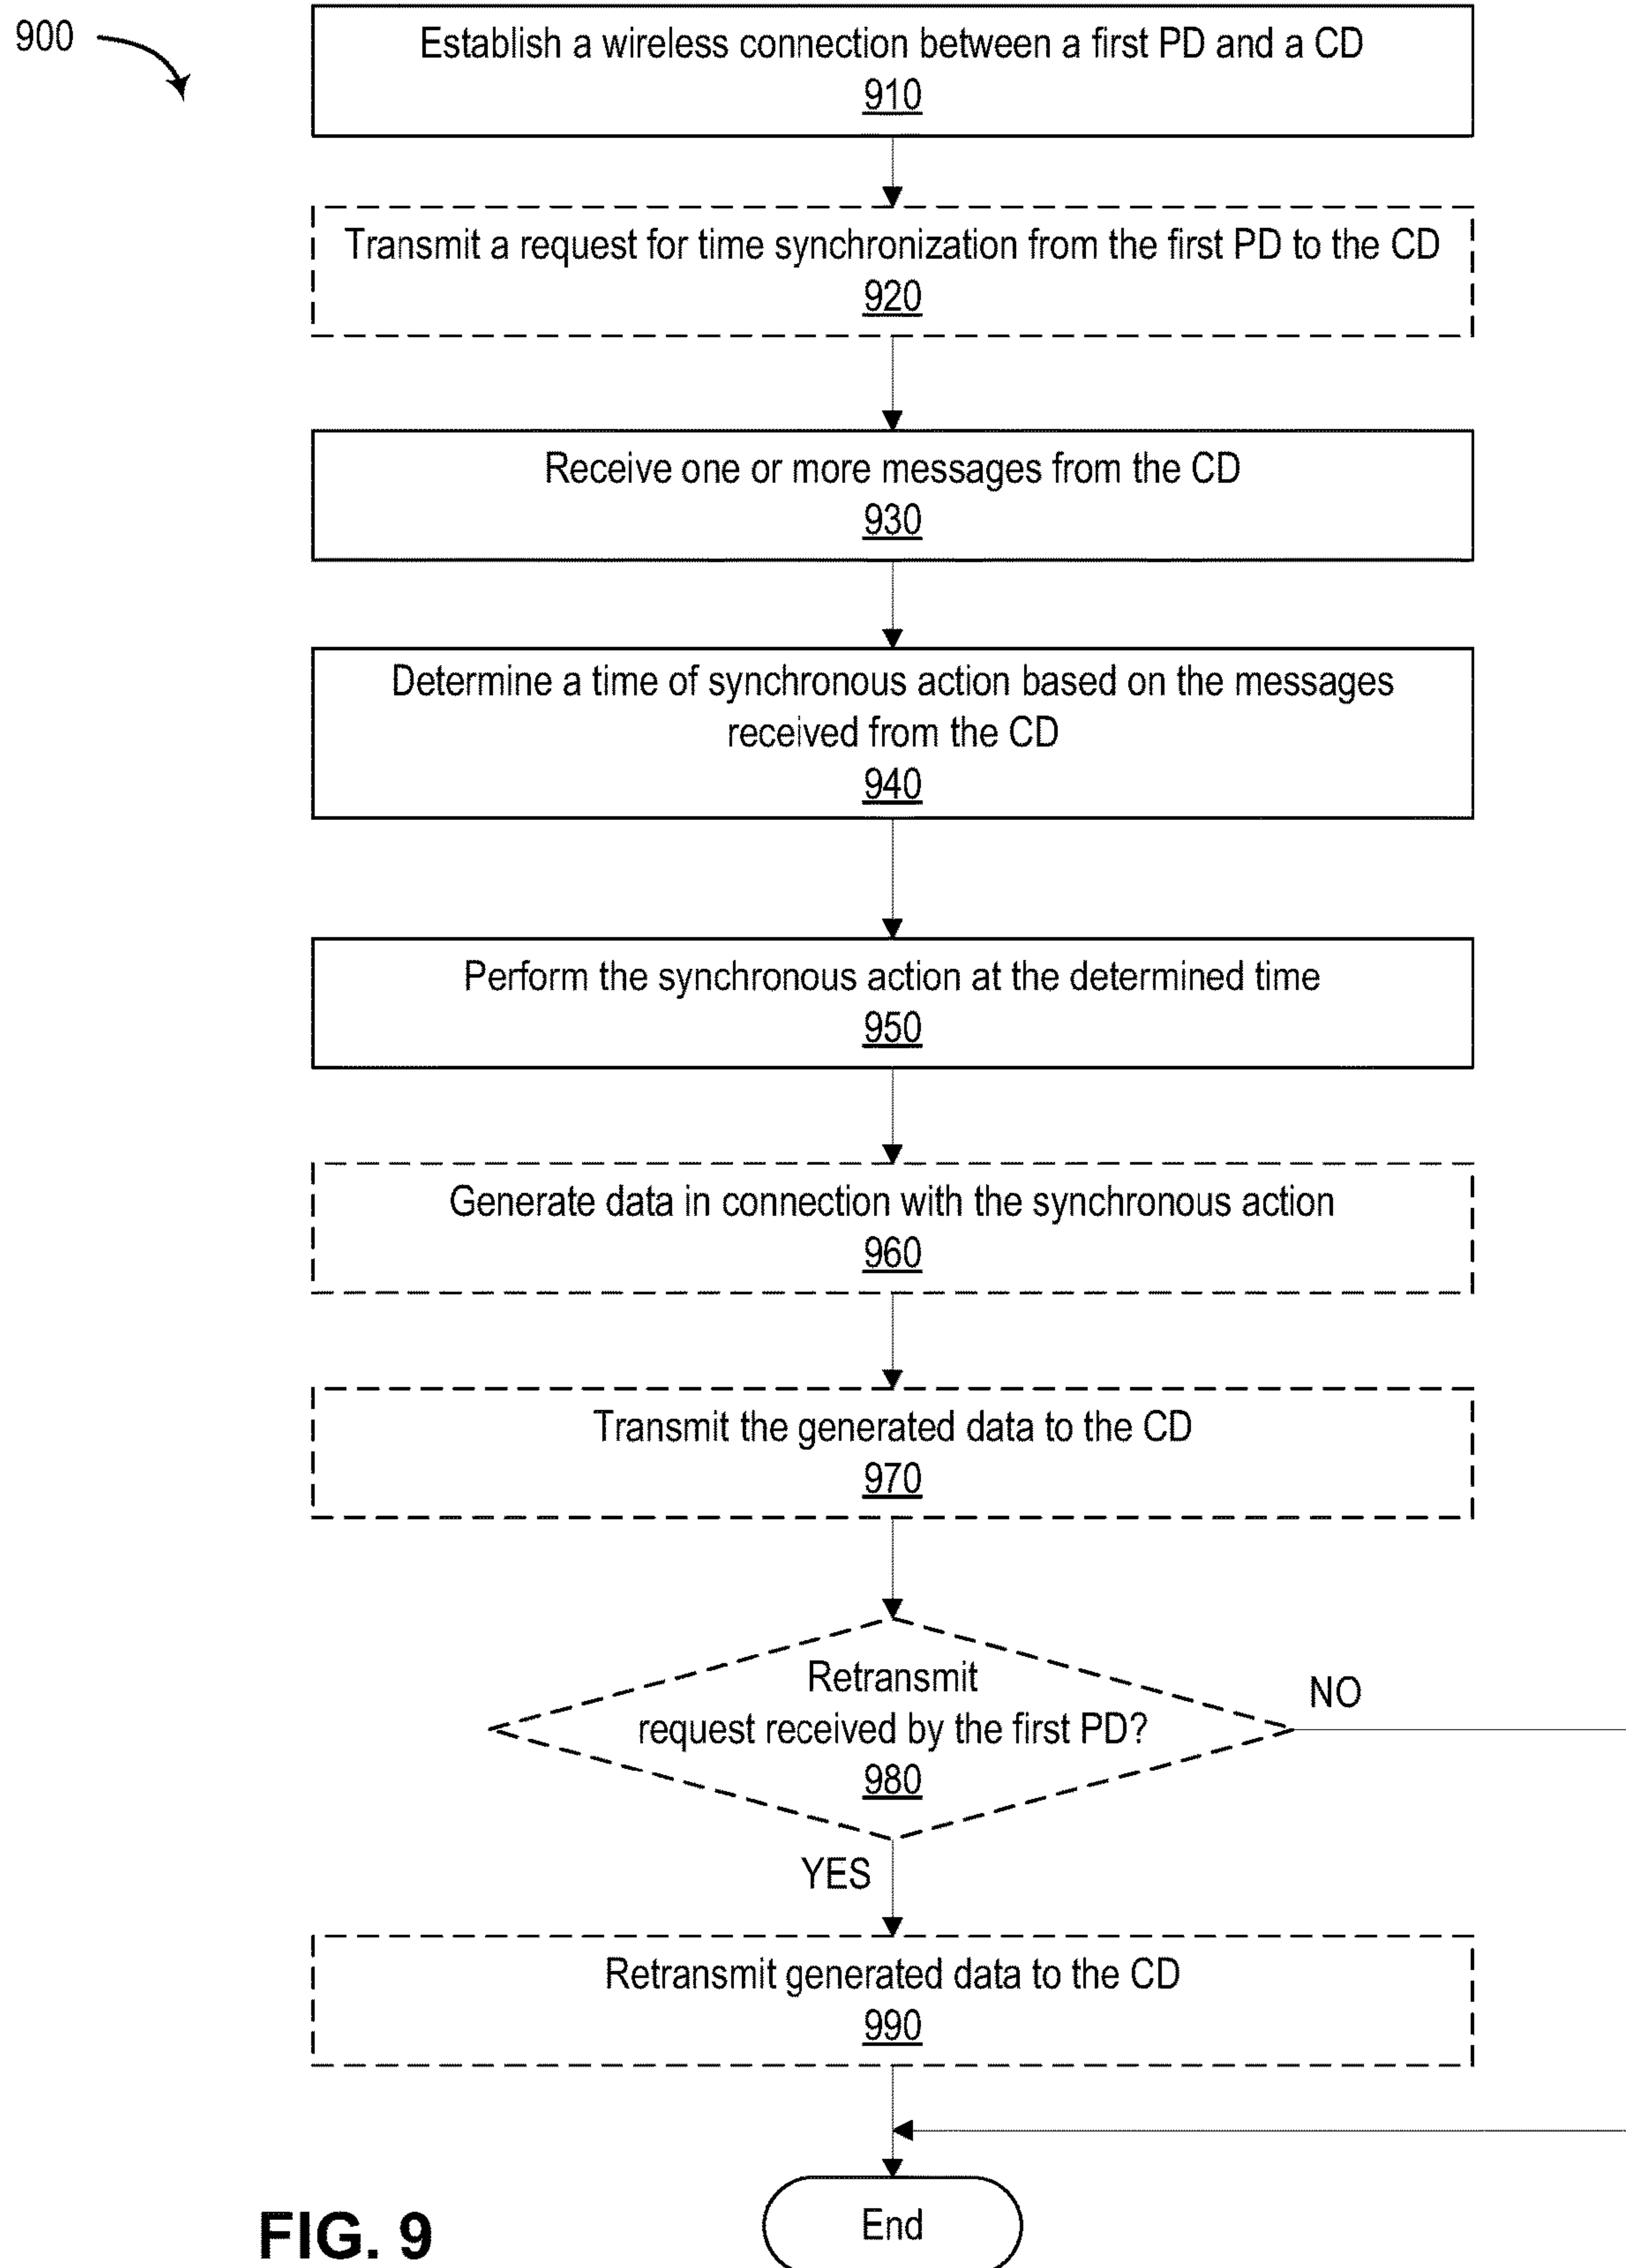 900
Establish a wireless connection between a first PD and a CD
910
Transmit a request for time synchronization from the first PD to the CD
920
Receive one or more messages from the CD
930
Determine a time of synchronous action based on the messages
received from the CD
940
Perform the synchronous action at the determined time
950
Generate data in connection with the synchronous action
960
Transmit the generated data to the CD
970
Retransmit
request received by the first PD?
980
NO
YES
Retransmit generated data to the CD
990
End
FIG. 9